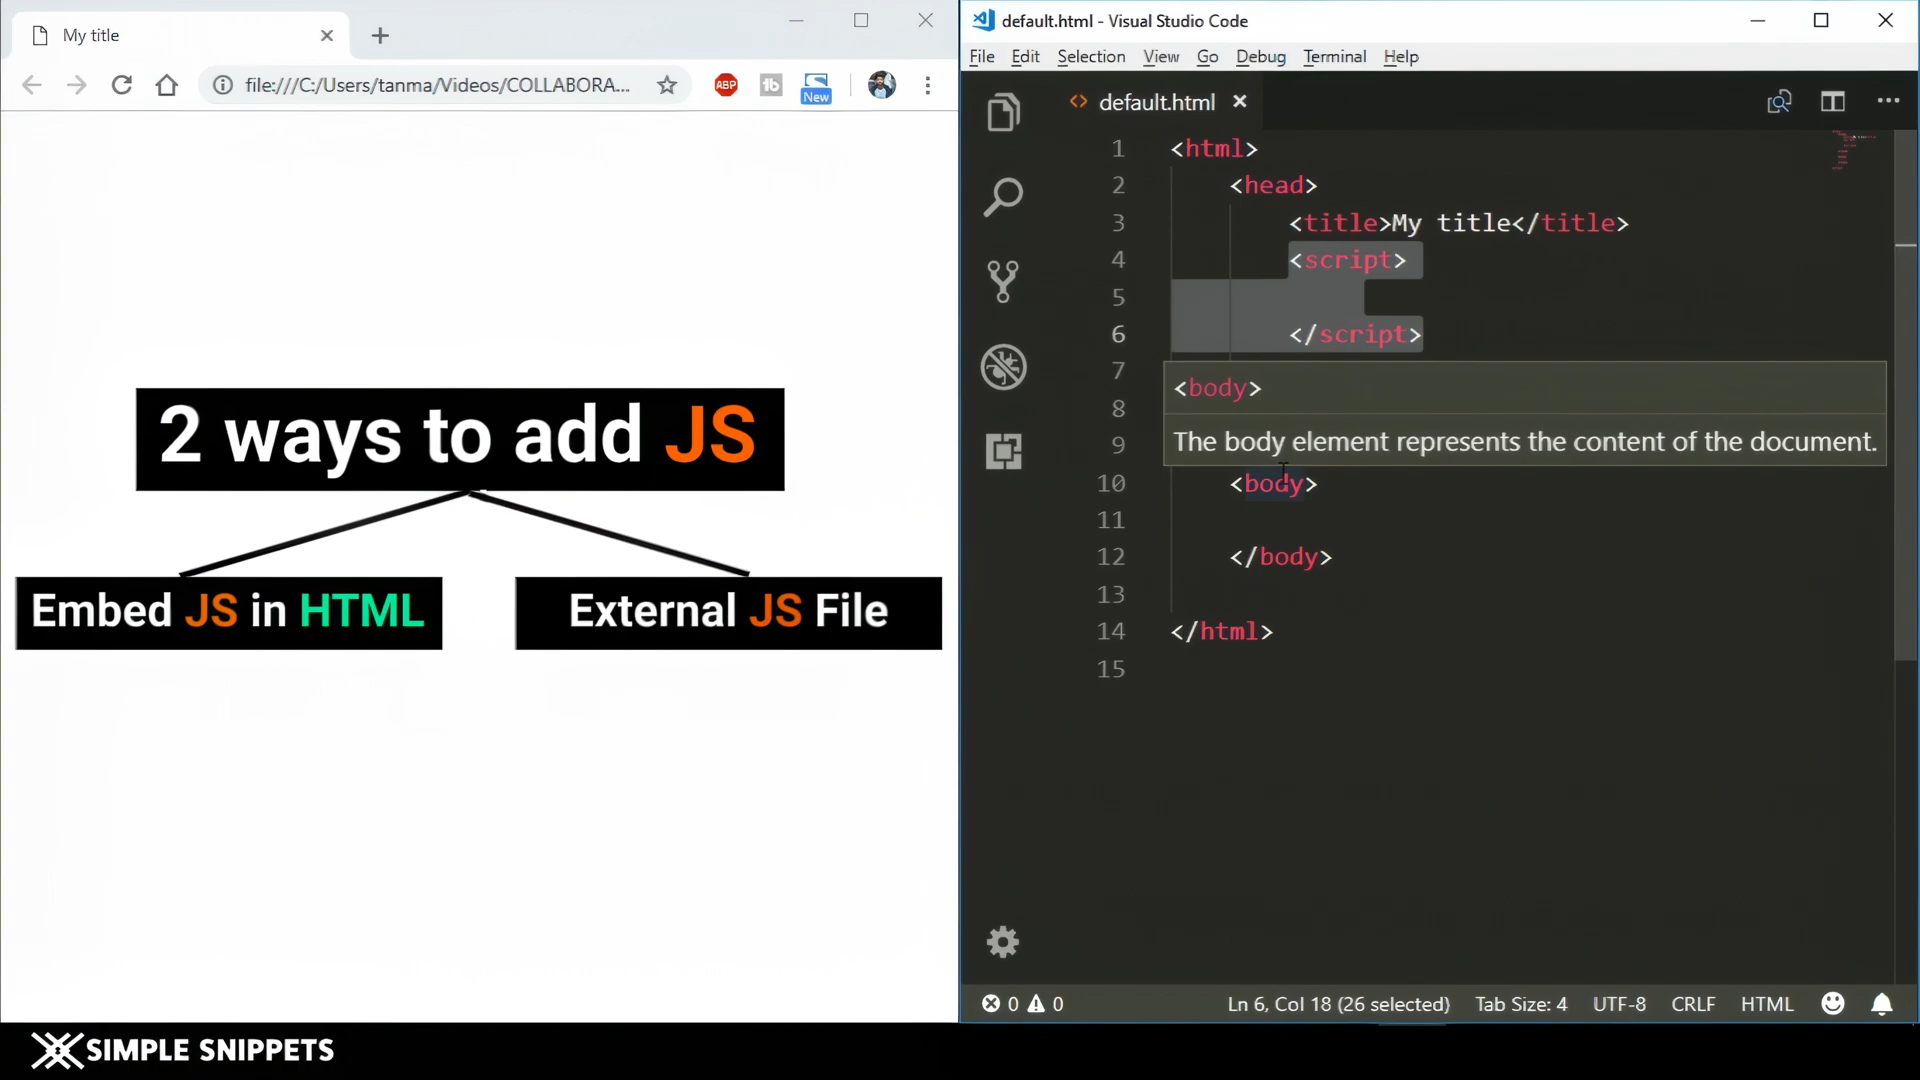 My title
file:///C:/Users/tanma/Videos/COLLABORA...
ABP
New
2 ways to add JS
Embed JS in HTML
External JS File
SIMPLE SNIPPETS
default.html - Visual Studio Code
File Edit Selection View Go Debug Terminal Help
default.html
1 <html>
2 <head>
3 <title>My title</title>
4 <script>
5
6 </script>
7
<body>
8
9
The body element represents the content of the document.
10 <body>
11
12 </body>
13
14 </html>
15
0 0 Ln 6, Col 18 (26 selected) Tab Size: 4 UTF-8 CRLF HTML